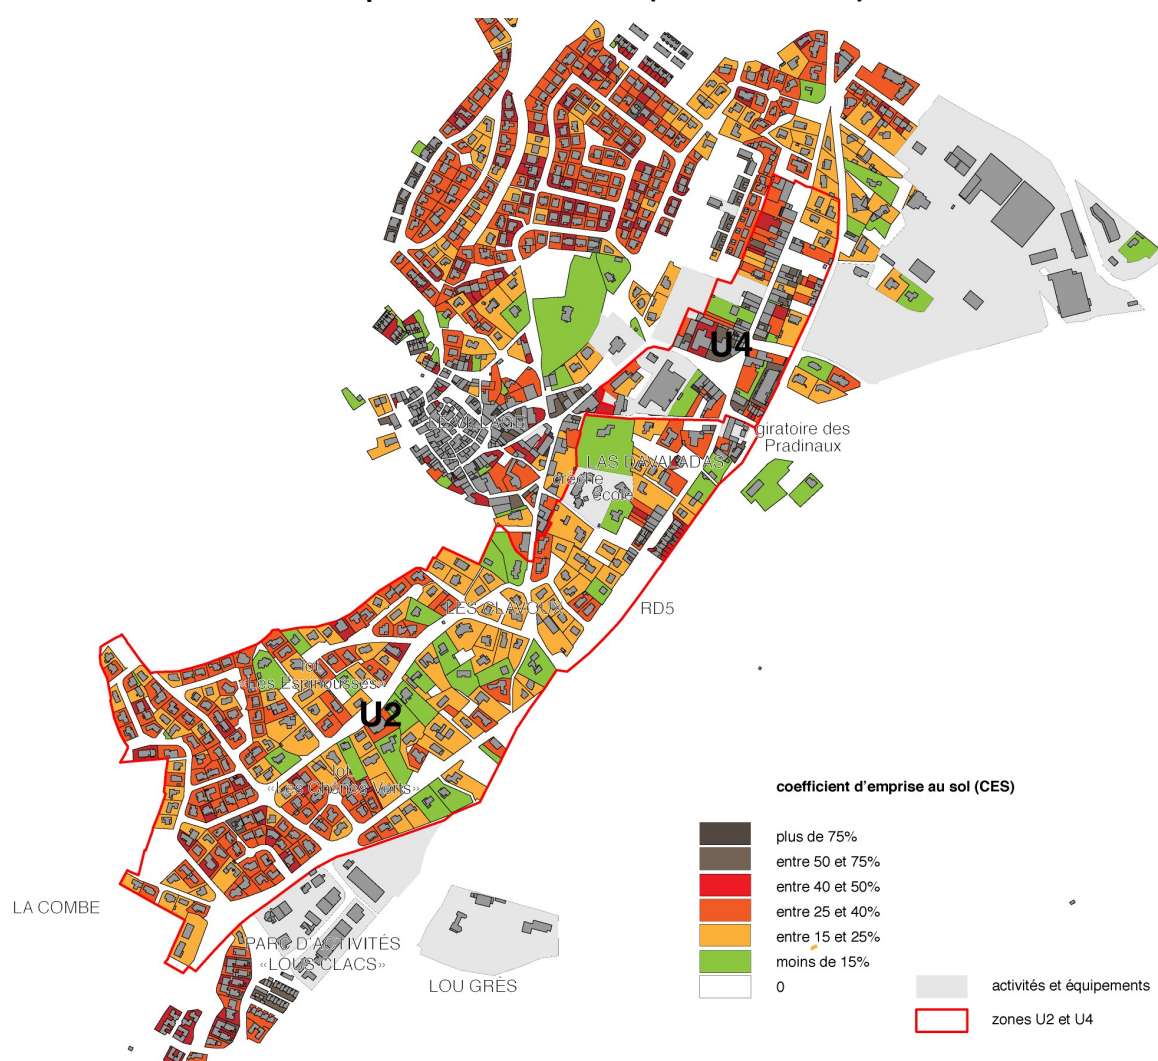 U4
LE VILLAGE
giratoire des
Pradinaux
LAS DAVALADAS
crèche
école
LES CLAVOUX
RD5
lot
«Les Espinousses»
U2
lot
«Les Chênes Verts»
coefficient d'emprise au sol (CES)
plus de 75%
entre 50 et 75%
entre 40 et 50%
entre 25 et 40%
entre 15 et 25%
moins de 15%
0
activités et équipements
zones U2 et U4
LA COMBE
PARC D'ACTIVITÉS
«LOUS CLACS»
LOU GRÈS